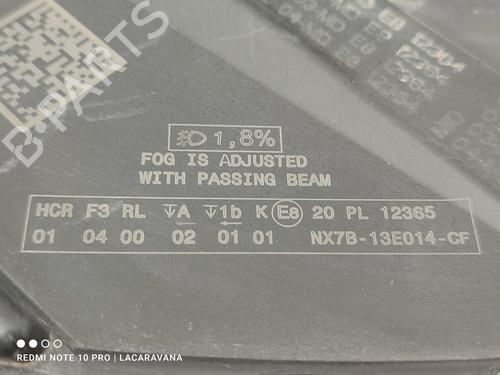 B-PARTS
1,8%
FOG IS ADJUSTED
WITH PASSING BEAM
HCR F3 RL A 1b K E8 20 PL 12365
01 04 00 02 01 01 NX7B-13E014-CF
REDMI NOTE 10 PRO | LACARAVANA